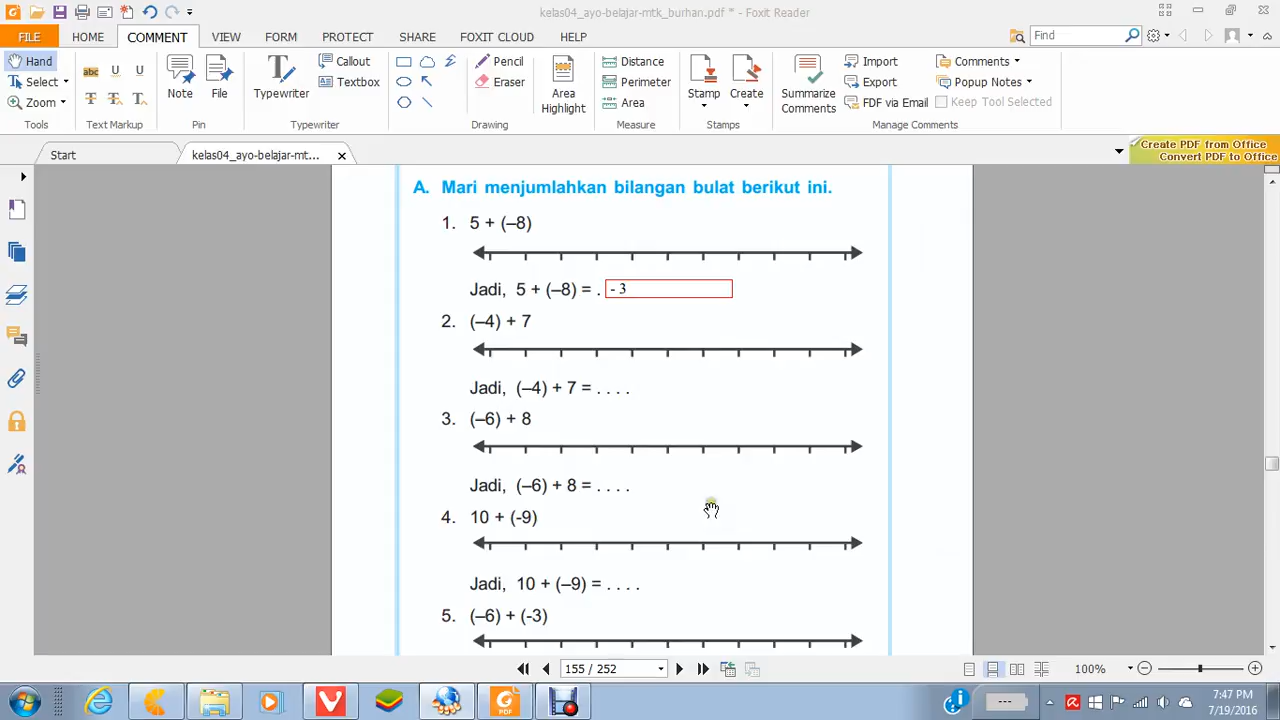 kelas04_ayo-belajar-mtk_burhan.pdf * - Foxit Reader
FILE HOME COMMENT VIEW FORM PROTECT SHARE FOXIT CLOUD HELP Find
Hand Select Zoom Tools
abc U U T T T Text Markup
Note File Pin
Typewriter Callout Textbox Typewriter
Pencil Eraser Area Highlight Drawing
Distance Perimeter Area Measure
Stamp Create Stamps
Summarize Comments Import Export FDF via Email Comments Popup Notes Keep Tool Selected Manage Comments
Start kelas04_ayo-belajar-mt... Create PDF from Office
Convert PDF to Office
A. Mari menjumlahkan bilangan bulat berikut ini.
1. 5 + (–8)
Jadi, 5 + (–8) = . - 3
2. (–4) + 7
Jadi, (–4) + 7 = . . . .
3. (–6) + 8
Jadi, (–6) + 8 = . . . .
4. 10 + (-9)
Jadi, 10 + (–9) = . . . .
5. (–6) + (-3)
155 / 252 100%
PDF --- 7:47 PM
7/19/2016